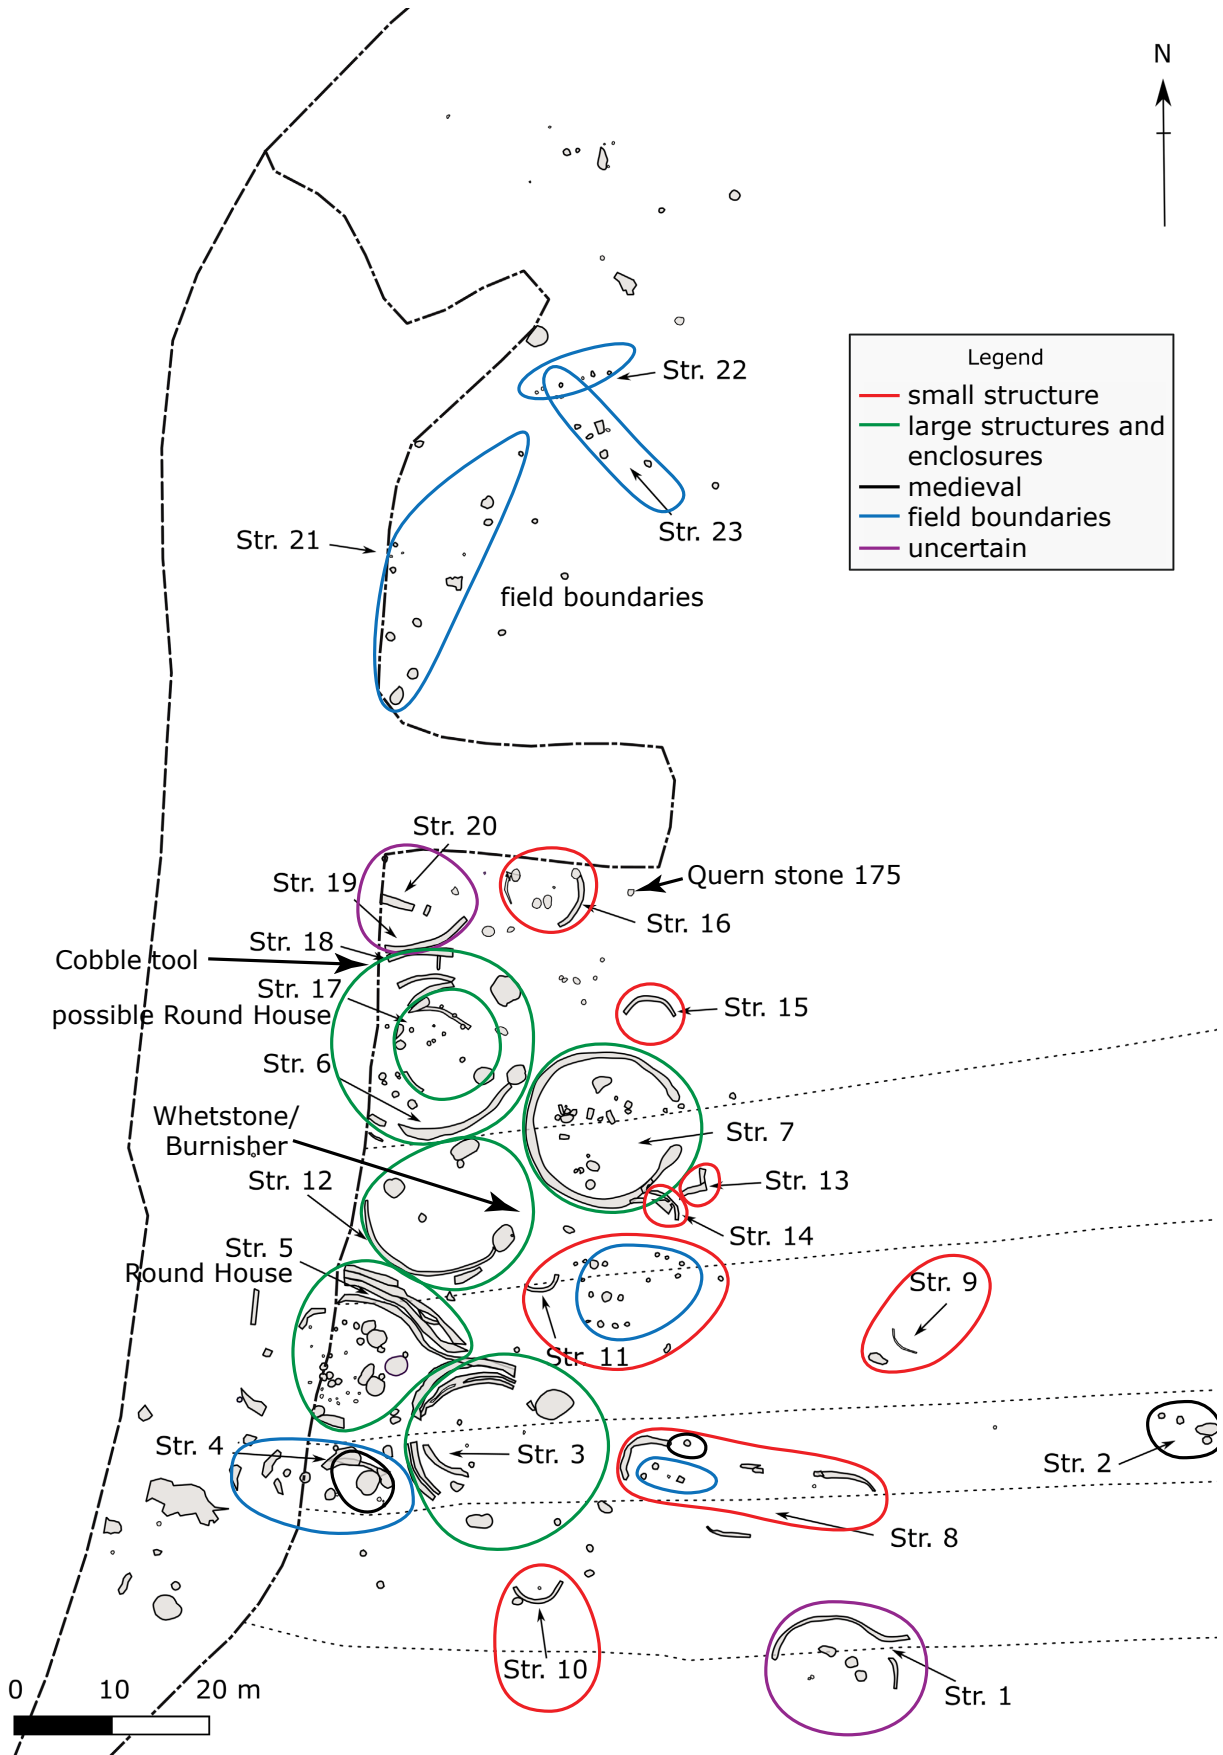 N
Legend
small structure
large structures and
enclosures
medieval
field boundaries
uncertain
Str. 22
Str. 23
Str. 21
field boundaries
Str. 20
Str. 19
Quern stone 175
Str. 16
Str. 18
Cobble tool
Str. 17
possible Round House
Str. 15
Str. 6
Whetstone/
Burnisher
Str. 7
Str. 12
Str. 13
Str. 14
Str. 5
Round House
Str. 9
Str. 11
Str. 4
Str. 3
Str. 2
Str. 8
Str. 10
Str. 1
0 10 20 m